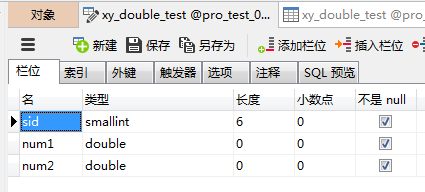 对象 xy_double_test @pro_test_0... xy_double_test @pro_
新建 保存 另存为 添加栏位 插入栏位
栏位 索引 外键 触发器 选项 注释 SQL 预览
名 类型 长度 小数点 不是 null
sid smallint 6 0
num1 double 0 0
num2 double 0 0